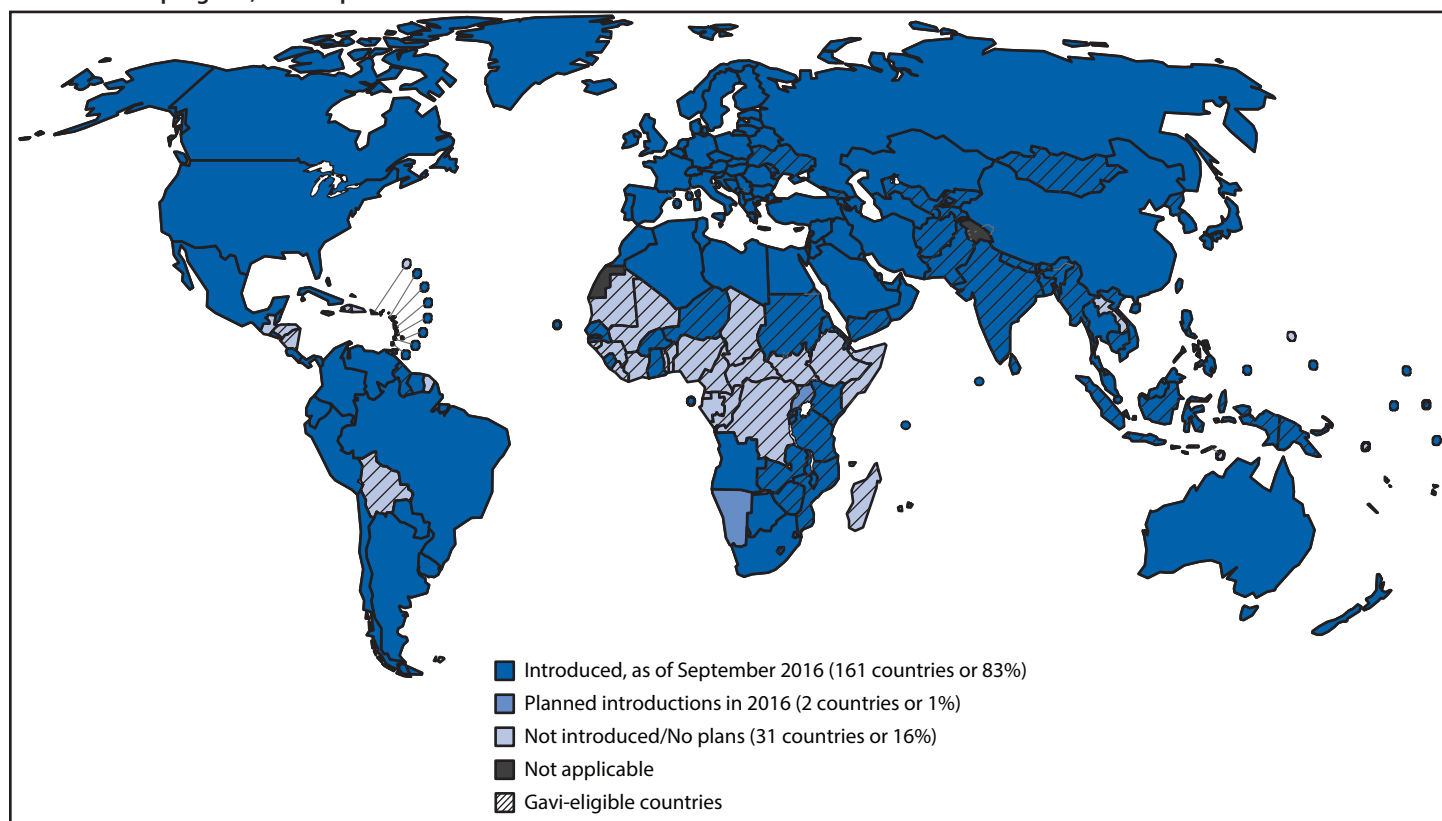 Introduced, as of September 2016 (161 countries or 83%)
Planned introductions in 2016 (2 countries or 1%)
Not introduced/No plans (31 countries or 16%)
Not applicable
Gavi-eligible countries